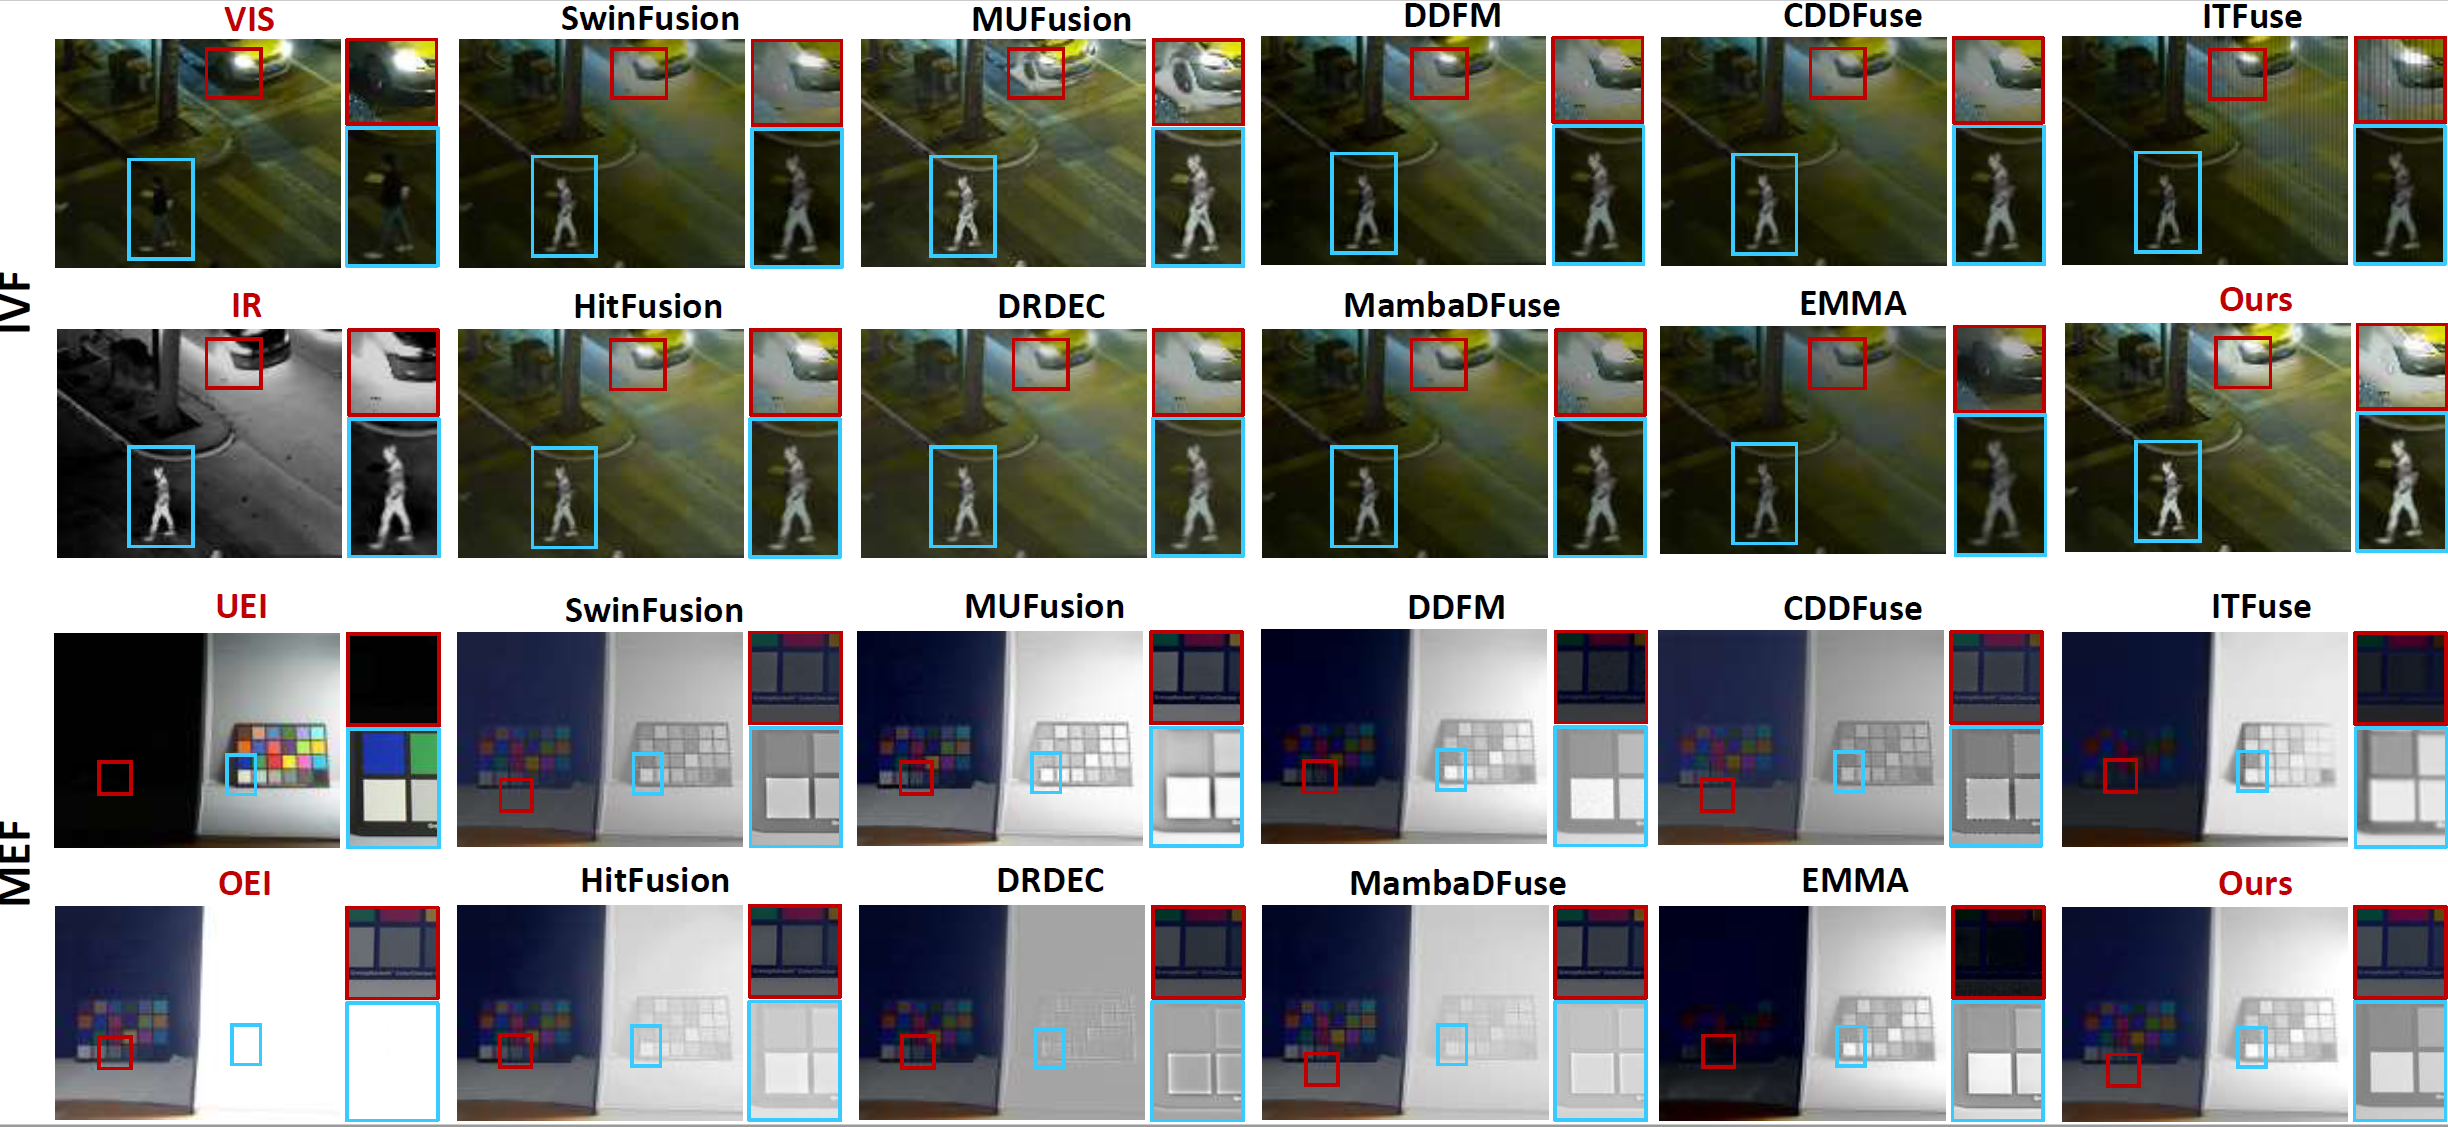 VIS
SwinFusion
MUFusion
DDFM
CDDFuse
ITFuse
IVF
IR
HitFusion
DRDEC
MambaDFuse
EMMA
Ours
UEI
SwinFusion
MUFusion
DDFM
CDDFuse
ITFuse
MEF
OEI
HitFusion
DRDEC
MambaDFuse
EMMA
Ours